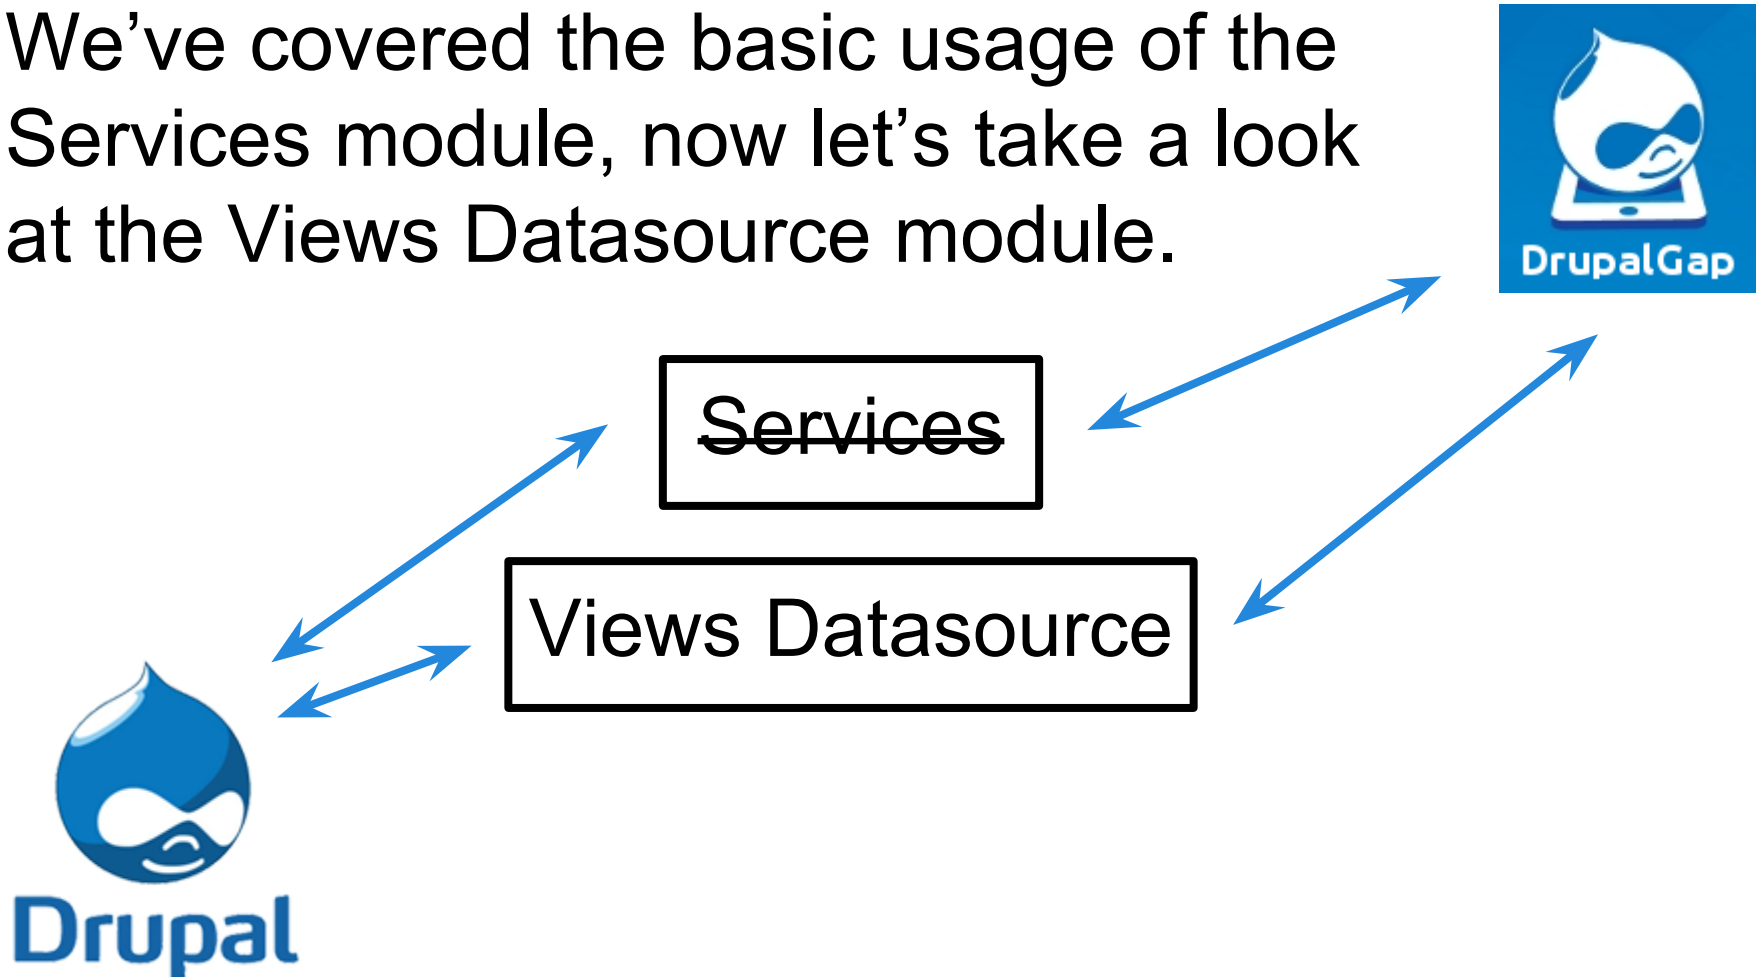 We’ve covered the basic usage of the
Services module, now let’s take a look
at the Views Datasource module.
DrupalGap
Services
Views Datasource
Drupal